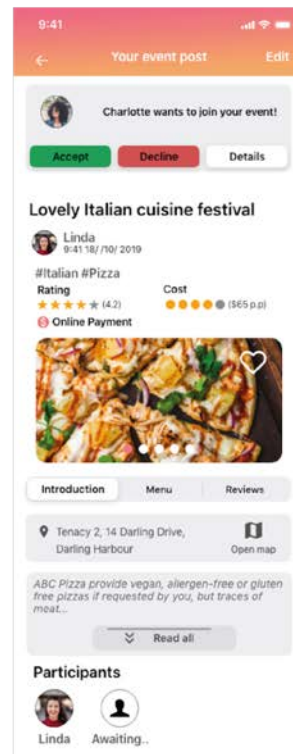 9:41
Your event post Edit
Charlotte wants to join your event!
Accept Decline Details
Lovely Italian cuisine festival
Linda
9:41 18/ /10/ 2019
#Italian #Pizza
Rating Cost
(4.2) ($65 p.p)
Online Payment
Introduction Menu Reviews
Tenacy 2, 14 Darling Drive,
Darling Harbour
Open map
ABC Pizza provide vegan, allergen-free or gluten
free pizzas if requested by you, but traces of
meat...
Read all
Participants
Linda Awaiting..